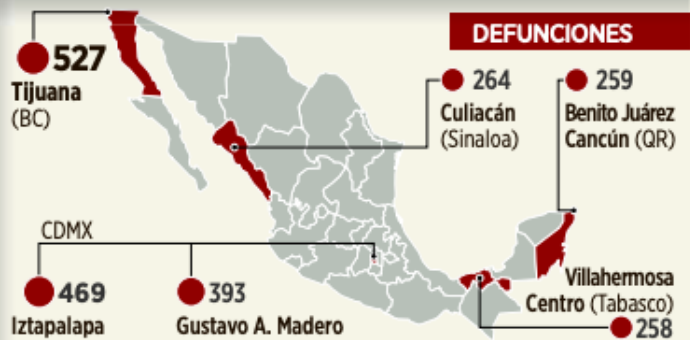 DEFUNCIONES
527
Tijuana
(BC)
264
Culiacán
(Sinaloa)
259
Benito Juárez
Cancún (QR)
CDMX
469
Iztapalapa
393
Gustavo A. Madero
Villahermosa
Centro (Tabasco)
258